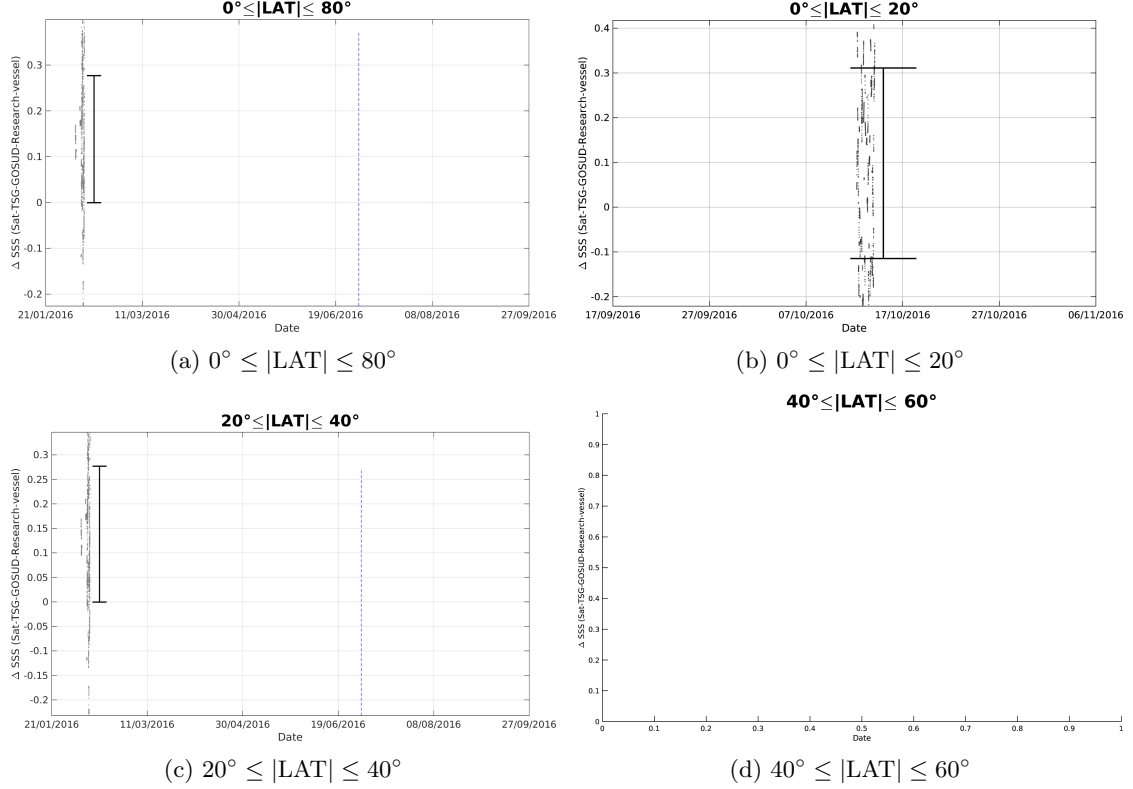 0°≤|LAT|≤ 80°
Δ SSS (Sat-TSG-GOSUD-Research-vessel)
0.3
0.2
0.1
0
-0.1
-0.2
21/01/2016 11/03/2016 30/04/2016 19/06/2016 08/08/2016 27/09/2016
Date
(a) 0° ≤ |LAT| ≤ 80°
0°≤|LAT|≤ 20°
Δ SSS (Sat-TSG-GOSUD-Research-vessel)
0.4
0.3
0.2
0.1
0
-0.1
-0.2
17/09/2016 27/09/2016 07/10/2016 17/10/2016 27/10/2016 06/11/2016
Date
(b) 0° ≤ |LAT| ≤ 20°
20°≤|LAT|≤ 40°
Δ SSS (Sat-TSG-GOSUD-Research-vessel)
0.3
0.25
0.2
0.15
0.1
0.05
0
-0.05
-0.1
-0.15
-0.2
21/01/2016 11/03/2016 30/04/2016 19/06/2016 08/08/2016 27/09/2016
Date
(c) 20° ≤ |LAT| ≤ 40°
40°≤|LAT|≤ 60°
Δ SSS (Sat-TSG-GOSUD-Research-vessel)
1
0.9
0.8
0.7
0.6
0.5
0.4
0.3
0.2
0.1
0
0 0.1 0.2 0.3 0.4 0.5 0.6 0.7 0.8 0.9 1
Date
(d) 40° ≤ |LAT| ≤ 60°